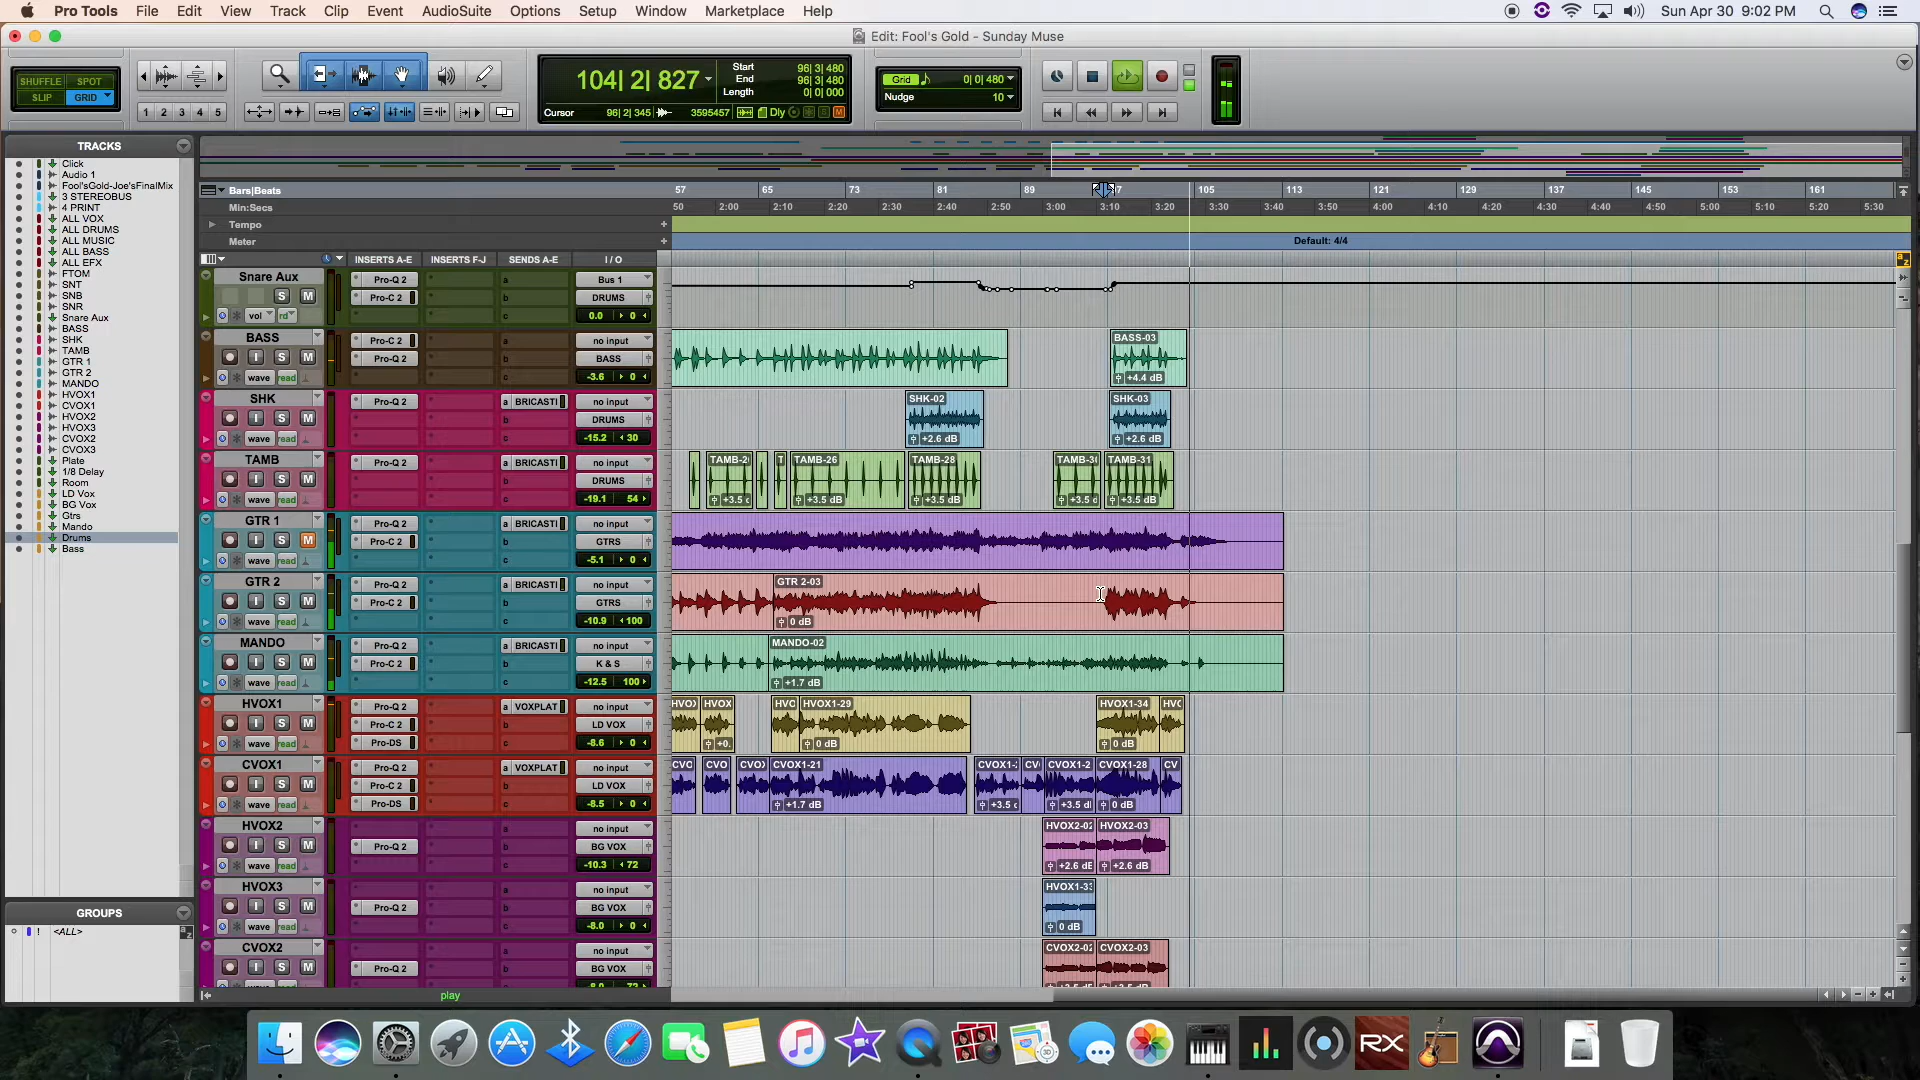 Pro Tools File Edit View Track Clip Event AudioSuite Options Setup Window Marketplace Help Sun Apr 30 9:02 PM
Edit: Fool's Gold - Sunday Muse
SHUFFLE SPOT
SLIP GRID
1 2 3 4 5
104| 2| 827
Start 96| 3| 480
End 96| 3| 480
Length 0| 0| 000
Cursor 96| 2| 345 3595457 Dly
Grid 0| 0| 480
Nudge 10
TRACKS
Click
Audio 1
Fool'sGold-Joe'sFinalMix
3 STEREOBUS
4 PRINT
ALL VOX
ALL DRUMS
ALL MUSIC
ALL BASS
ALL EFX
FTOM
SNT
SNB
SNR
Snare Aux
BASS
SHK
TAMB
GTR 1
GTR 2
MANDO
HVOX1
CVOX1
HVOX2
HVOX3
CVOX2
CVOX3
Plate
1/8 Delay
Room
LD Vox
BG Vox
Gtrs
Mando
Drums
Bass
GROUPS
! <ALL>
Bars|Beats 57 65 73 81 89 97 105 113 121 129 137 145 153 161
Min:Secs 50 2:00 2:10 2:20 2:30 2:40 2:50 3:00 3:10 3:20 3:30 3:40 3:50 4:00 4:10 4:20 4:30 4:40 4:50 5:00 5:10 5:20 5:30
Tempo
Meter Default: 4/4
INSERTS A-E INSERTS F-J SENDS A-E I / O
Snare Aux Pro-Q 2 a Bus 1
S M Pro-C 2 b DRUMS
vol rd c 0.0 0
BASS Pro-C 2 a no input BASS-03
I S M Pro-Q 2 b BASS
wave read c -3.6 0 +4.4 dB
SHK Pro-Q 2 a BRICASTI no input SHK-02 SHK-03
I S M b DRUMS
wave read c -15.2 30 +2.6 dB +2.6 dB
TAMB Pro-Q 2 a BRICASTI no input TAMB-2 TAMB-26 TAMB-28 TAMB-3 TAMB-31
I S M b DRUMS
wave read c -19.1 54 +3.5 +3.5 dB +3.5 dB +3.5 +3.5 dB
GTR 1 Pro-Q 2 a BRICASTI no input
I S M Pro-C 2 b GTRS
wave read c -5.1 0
GTR 2 Pro-Q 2 a BRICASTI no input GTR 2-03
I S M Pro-C 2 b GTRS
wave read c -10.9 100 0 dB
MANDO Pro-Q 2 a BRICASTI no input MANDO-02
I S M Pro-C 2 b K & S
wave read c -12.5 100 +1.7 dB
HVOX1 Pro-Q 2 a VOXPLAT no input HVOX HVOX HVC HVOX1-29 HVOX1-34 HVC
I S M Pro-C 2 b LD VOX
wave read Pro-DS c -8.6 0 +0. 0 dB 0 dB
CVOX1 Pro-Q 2 a VOXPLAT no input CVO CVO CVOX CVOX1-21 CVOX1- CV CVOX1-2 CVOX1-28 CV
I S M Pro-C 2 b LD VOX
wave read Pro-DS c -8.5 0 +1.7 dB +3.5 +3.5 dB 0 dB
HVOX2 a no input HVOX2-02 HVOX2-03
I S M Pro-Q 2 b BG VOX
wave read c -10.3 72 +2.6 dB +2.6 dB
HVOX3 a no input HVOX1-33
I S M Pro-Q 2 b BG VOX
wave read c -8.0 0 0 dB
CVOX2 a no input CVOX2-02 CVOX2-03
I S M Pro-Q 2 b BG VOX
play
RX